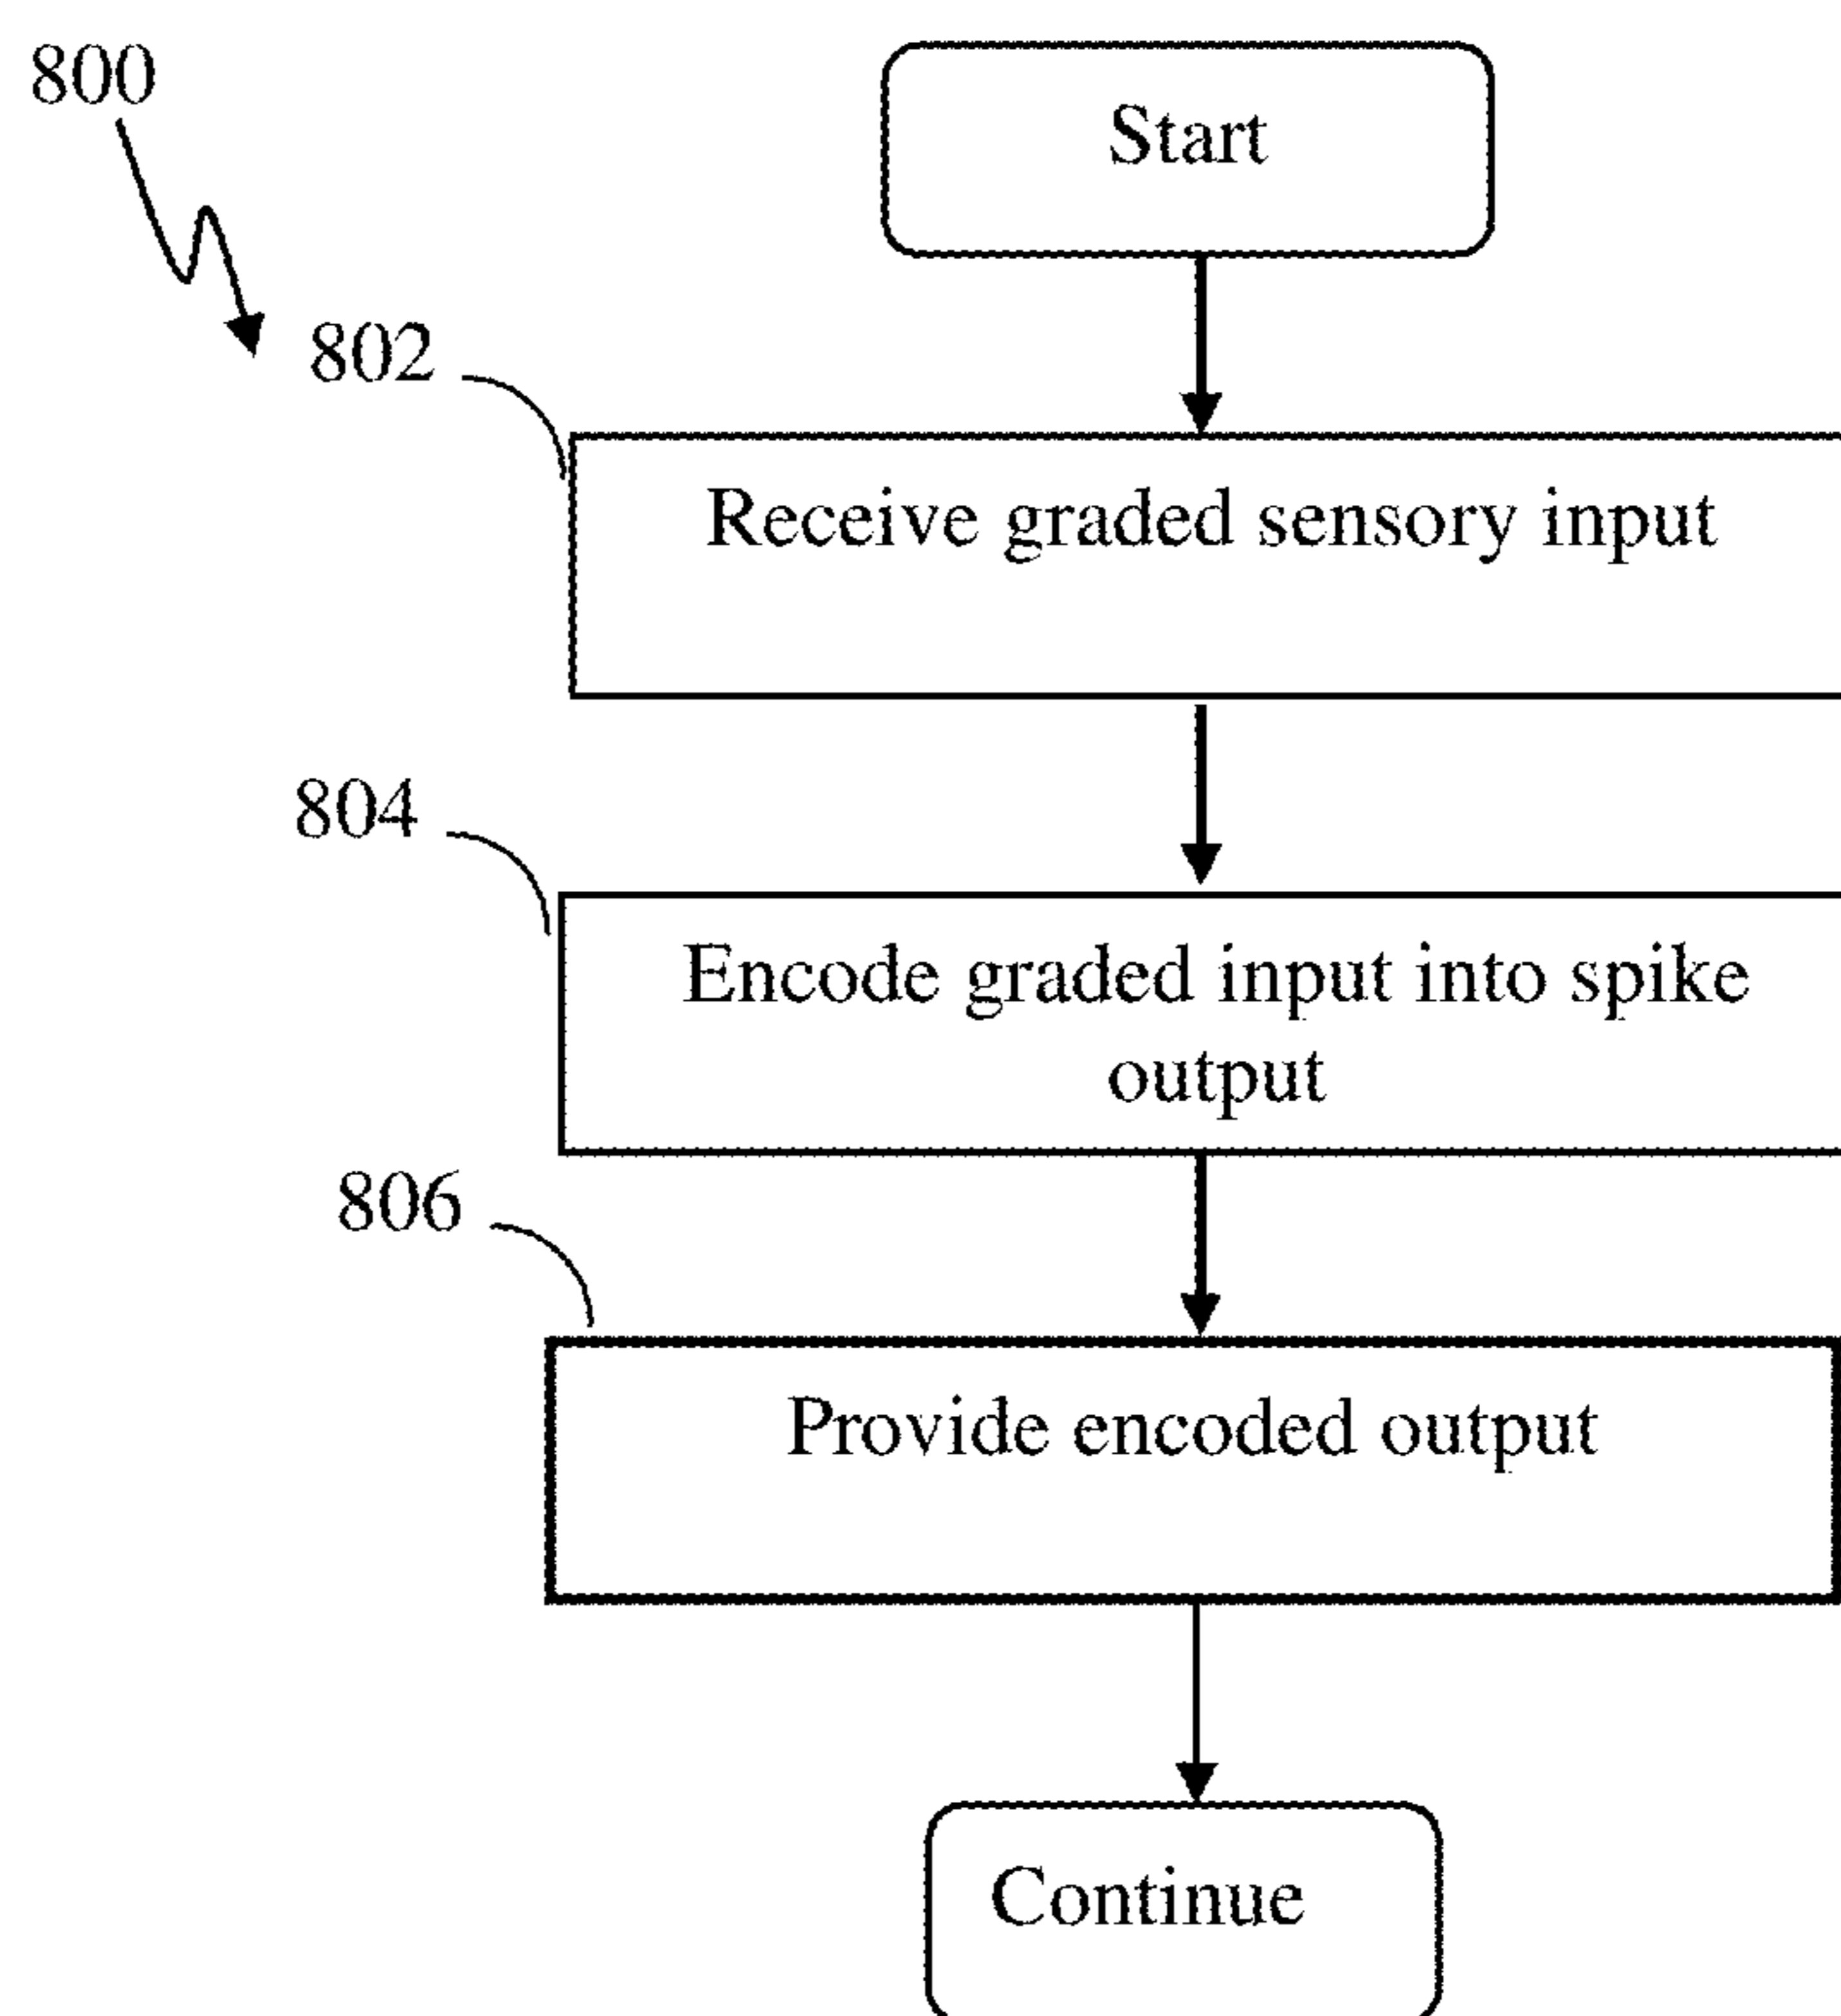 800
Start
802
Receive graded sensory input
804
Encode graded input into spike
output
806
Provide encoded output
Continue